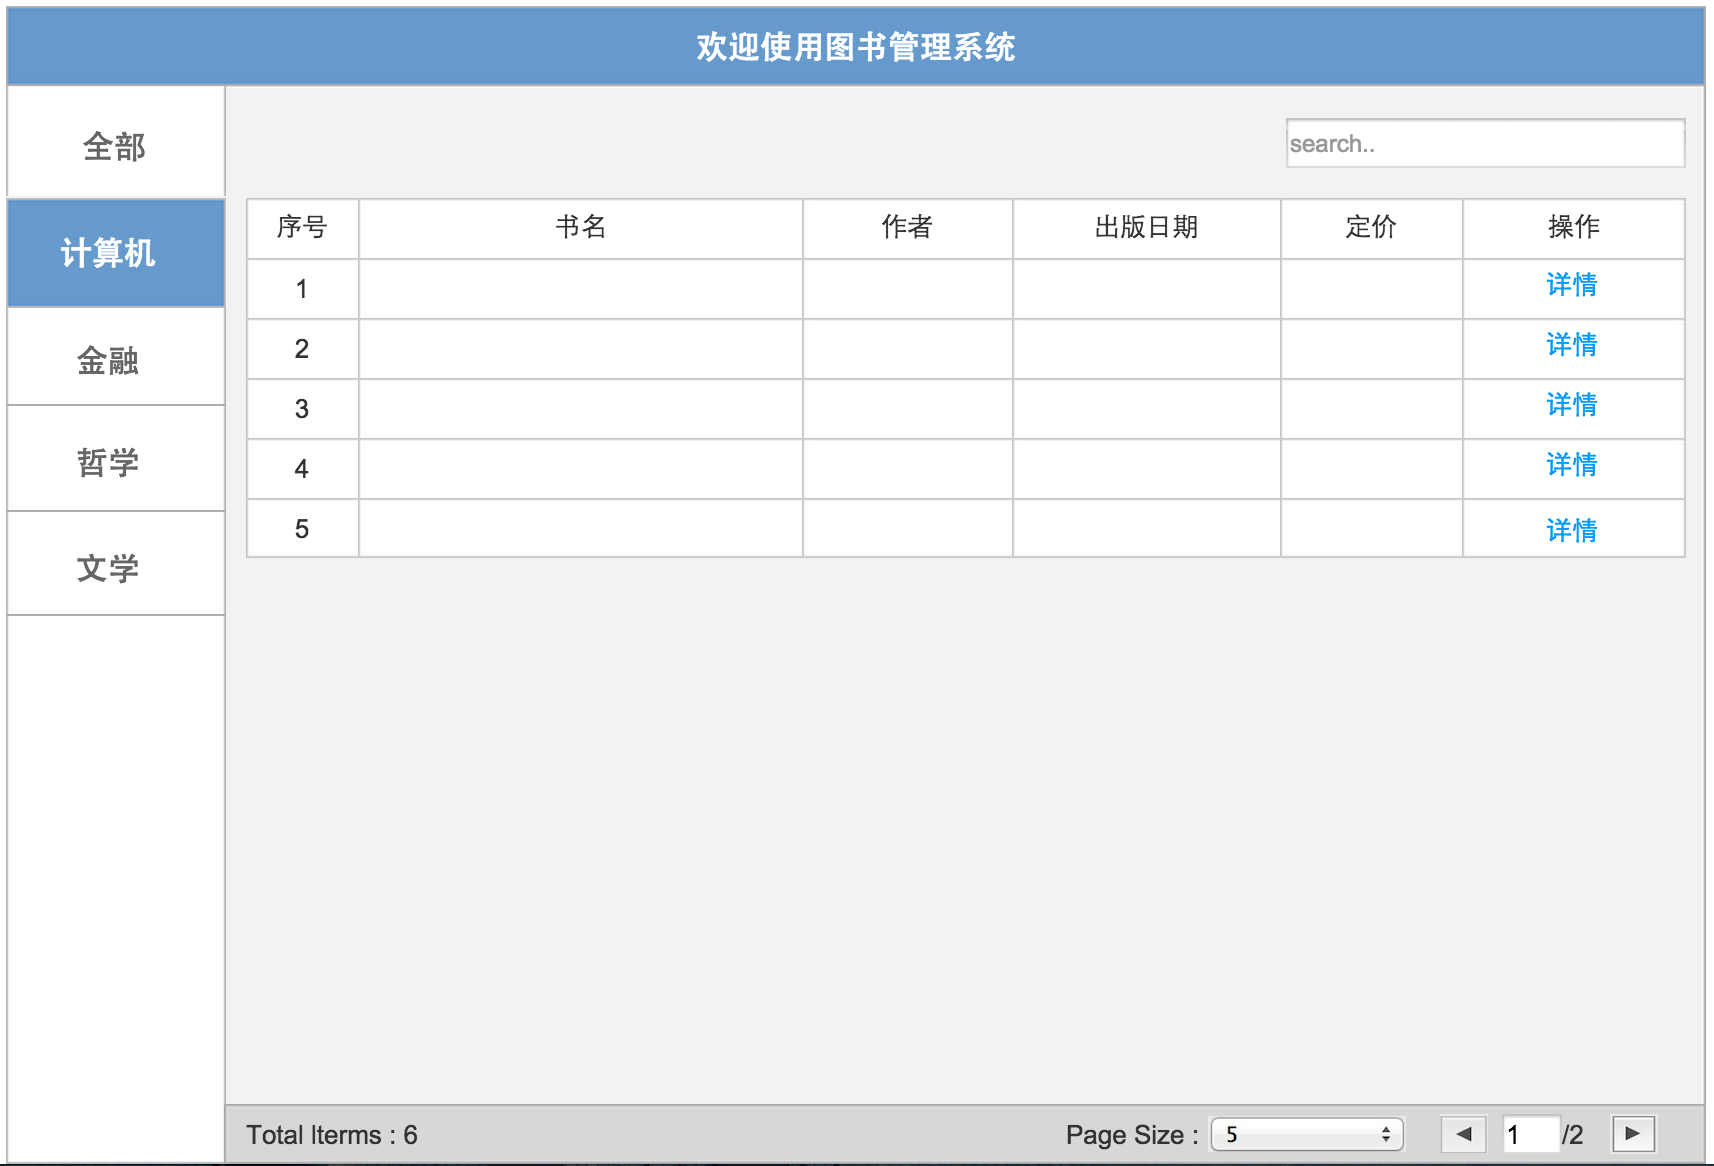 欢迎使用图书管理系统
全部
计算机
金融
哲学
文学
search..
序号 书名 作者 出版日期 定价 操作
1 详情
2 详情
3 详情
4 详情
5 详情
Total Iterms : 6 Page Size : 5 ◀ 1 /2 ▶